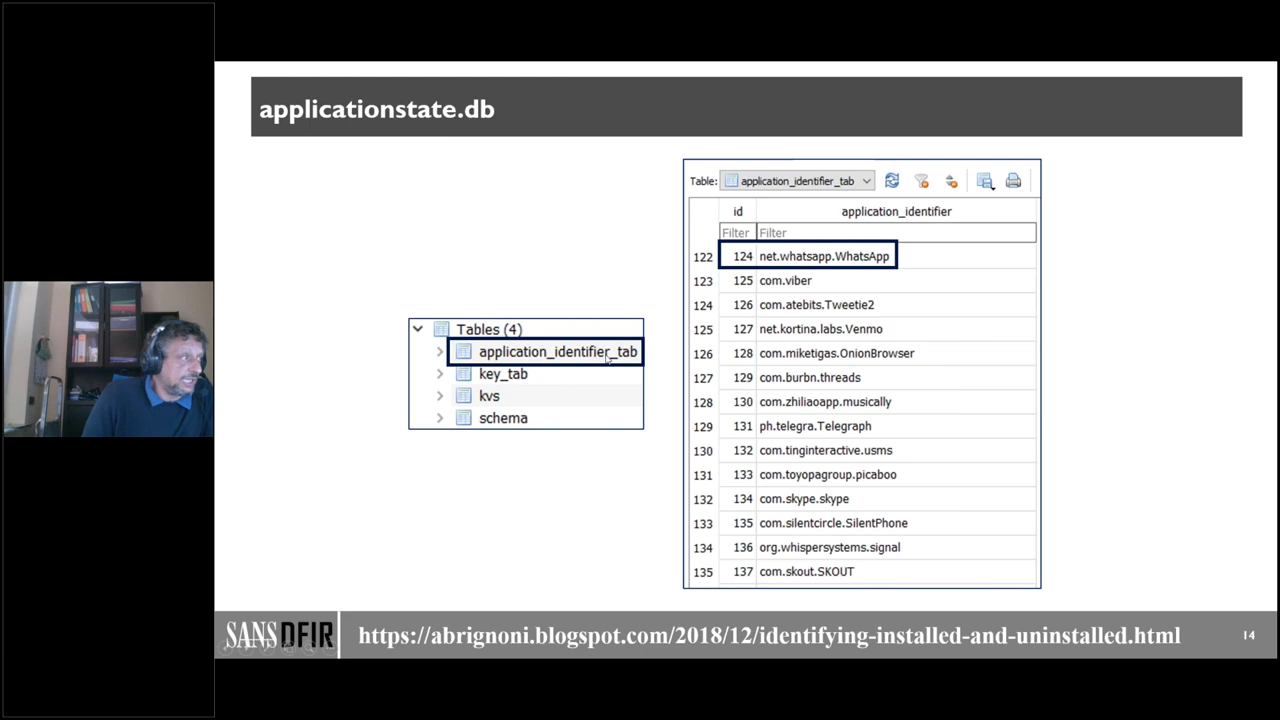 applicationstate.db
Tables (4)
application_identifier_tab
key_tab
kvs
schema
Table: application_identifier_tab
id application_identifier
Filter Filter
122 124 net.whatsapp.WhatsApp
123 125 com.viber
124 126 com.atebits.Tweetie2
125 127 net.kortina.labs.Venmo
126 128 com.miketigas.OnionBrowser
127 129 com.burbn.threads
128 130 com.zhiliaoapp.musically
129 131 ph.telegra.Telegraph
130 132 com.tinginteractive.usms
131 133 com.toyopagroup.picaboo
132 134 com.skype.skype
133 135 com.silentcircle.SilentPhone
134 136 org.whispersystems.signal
135 137 com.skout.SKOUT
SANS DFIR https://abrignoni.blogspot.com/2018/12/identifying-installed-and-uninstalled.html 14